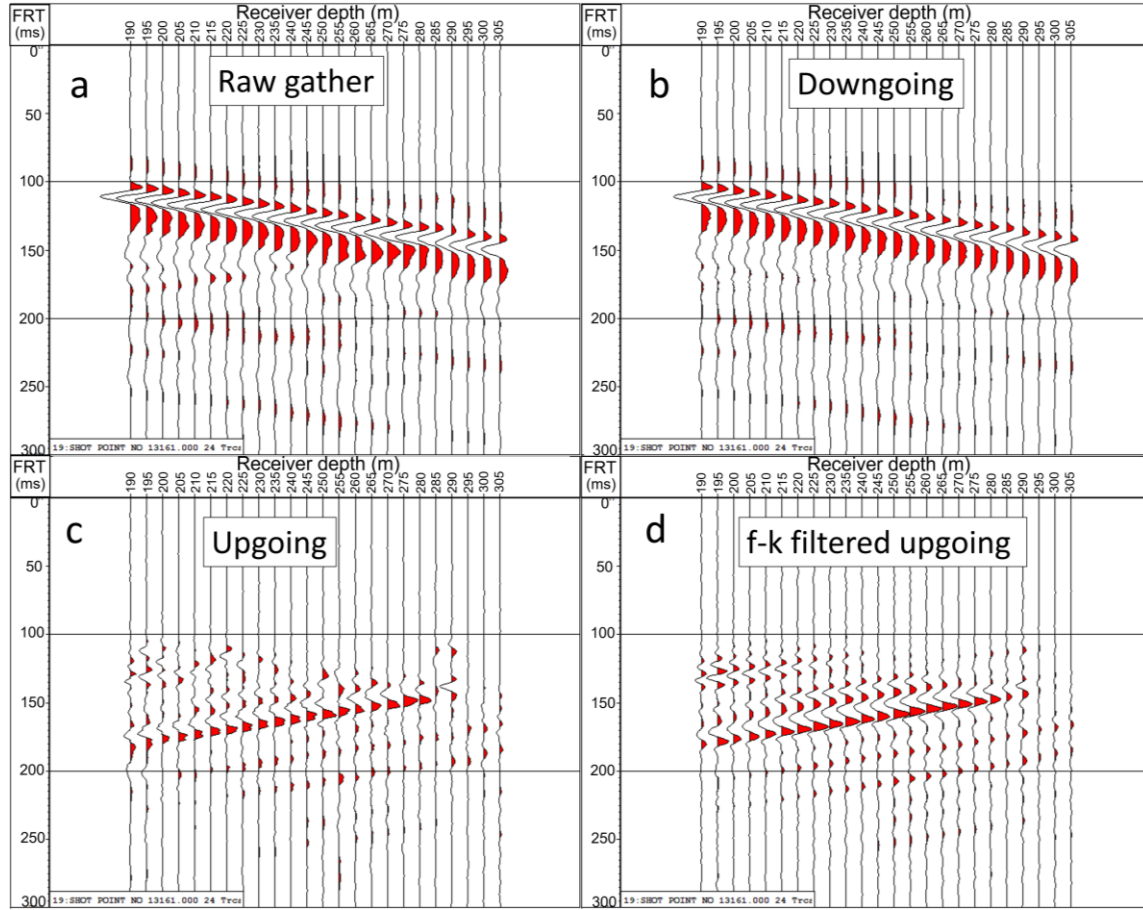 FRT
(ms)
Receiver depth (m)
190 195 200 205 210 215 220 225 230 235 240 245 250 255 260 265 270 275 280 285 290 295 300 305
a
Raw gather
0
50
100
150
200
250
300
19:SHOT POINT NO 13161.000 24 Trcs
FRT
(ms)
Receiver depth (m)
190 195 200 205 210 215 220 225 230 235 240 245 250 255 260 265 270 275 280 285 290 295 300 305
b
Downgoing
0
50
100
150
200
250
300
19:SHOT POINT NO 13161.000 24 Trcs
FRT
(ms)
Receiver depth (m)
190 195 200 205 210 215 220 225 230 235 240 245 250 255 260 265 270 275 280 285 290 295 300 305
c
Upgoing
0
50
100
150
200
250
300
19:SHOT POINT NO 13161.000 24 Trcs
FRT
(ms)
Receiver depth (m)
190 195 200 205 210 215 220 225 230 235 240 245 250 255 260 265 270 275 280 285 290 295 300 305
d
f-k filtered upgoing
0
50
100
150
200
250
300
19:SHOT POINT NO 13161.000 24 Trcs